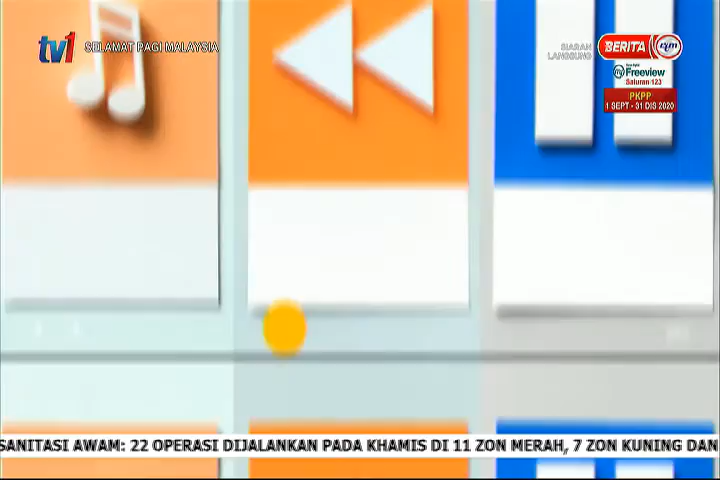 tv1
SELAMAT PAGI MALAYSIA
SIARAN
LANGSUNG
BERITA rtm
Freeview
Saluran 123
PKPP
1 SEPT - 31 DIS 2020
SANITASI AWAM: 22 OPERASI DIJALANKAN PADA KHAMIS DI 11 ZON MERAH, 7 ZON KUNING DAN